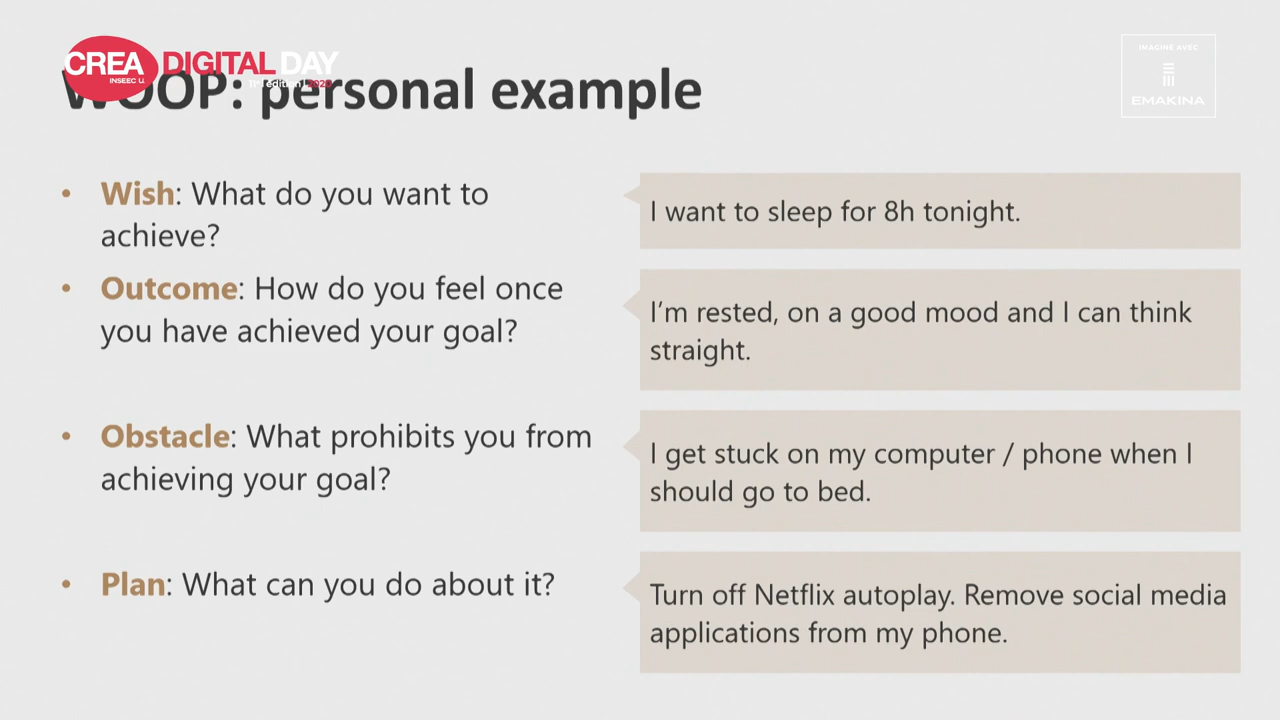 CREA
INSEEC U.
DIGITAL DAY
11e édition | 2020
IMAGINÉ AVEC
EMAKINA
WOOP: personal example
• Wish: What do you want to
achieve?
I want to sleep for 8h tonight.
• Outcome: How do you feel once
you have achieved your goal?
I'm rested, on a good mood and I can think
straight.
• Obstacle: What prohibits you from
achieving your goal?
I get stuck on my computer / phone when I
should go to bed.
• Plan: What can you do about it?
Turn off Netflix autoplay. Remove social media
applications from my phone.